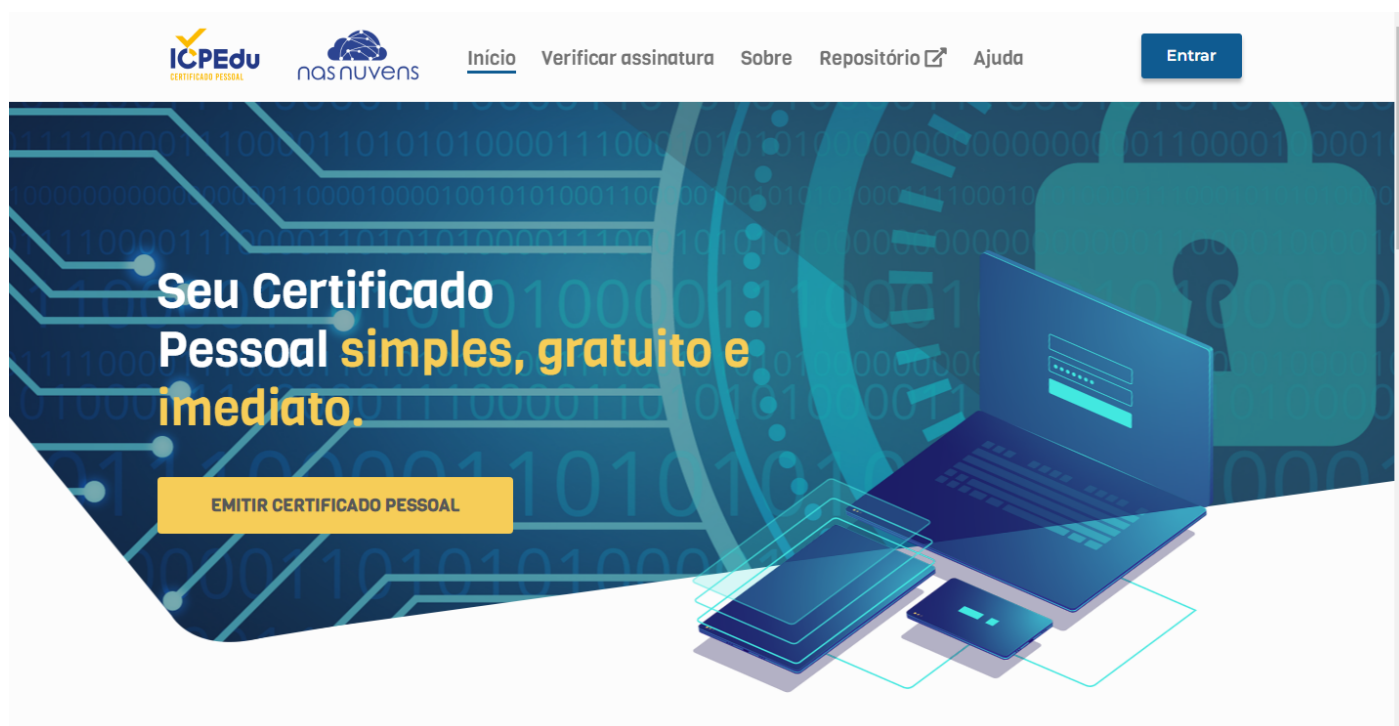 ICPEdu
CERTIFICADO PESSOAL
nas nuvens
Início
Verificar assinatura
Sobre
Repositório
Ajuda
Entrar
Seu Certificado
Pessoal simples, gratuito e
imediato.
EMITIR CERTIFICADO PESSOAL